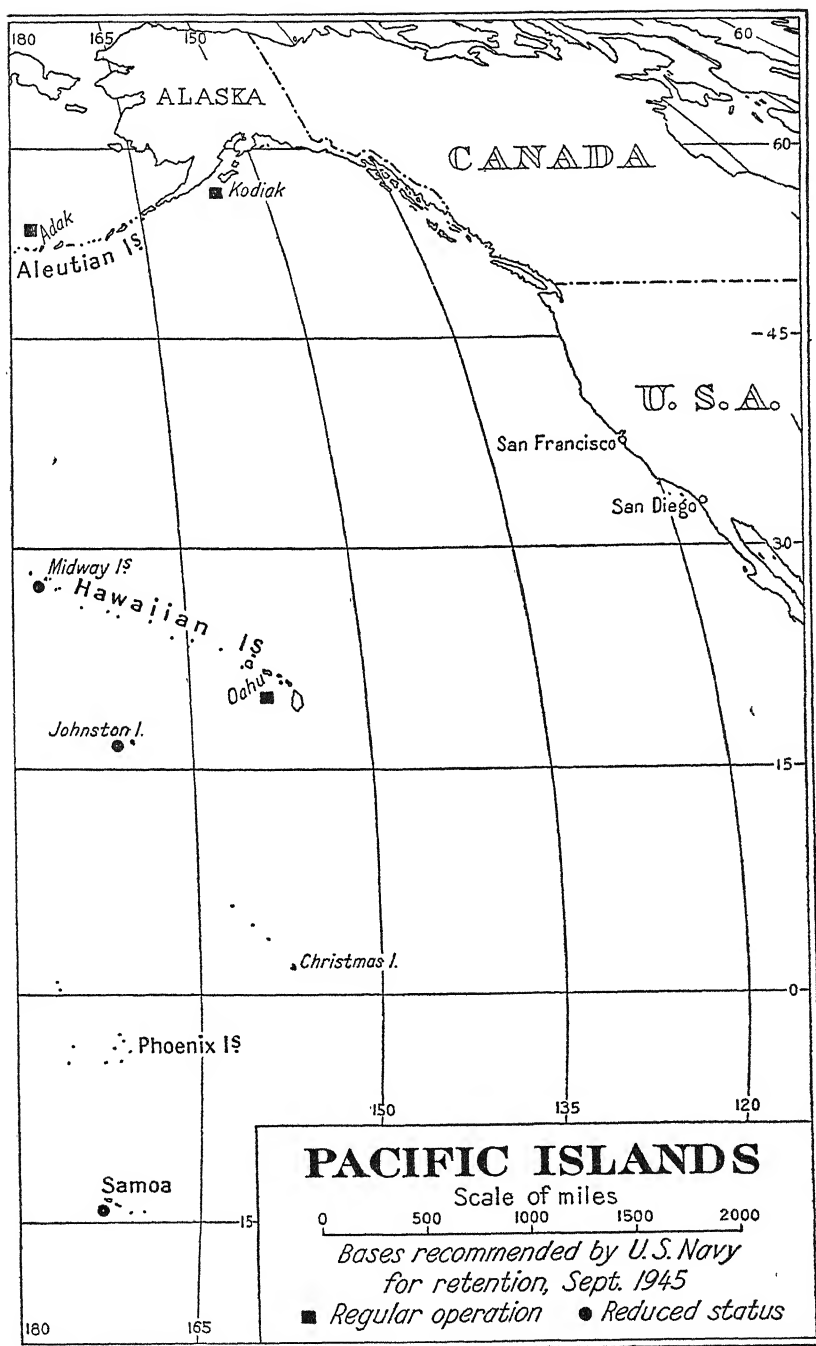 180 165 150 60
ALASKA
CANADA
60
Kodiak
Adak
Aleutian Is
-45-
U. S. A.
San Francisco
San Diego
30
Midway Is
Hawaiian Is
Oahu
Johnston I.
15
Christmas I.
0
Phoenix Is
150 135 120
Samoa
15
180 165
PACIFIC ISLANDS
Scale of miles
0 500 1000 1500 2000
Bases recommended by U.S. Navy
for retention, Sept. 1945
■ Regular operation ● Reduced status